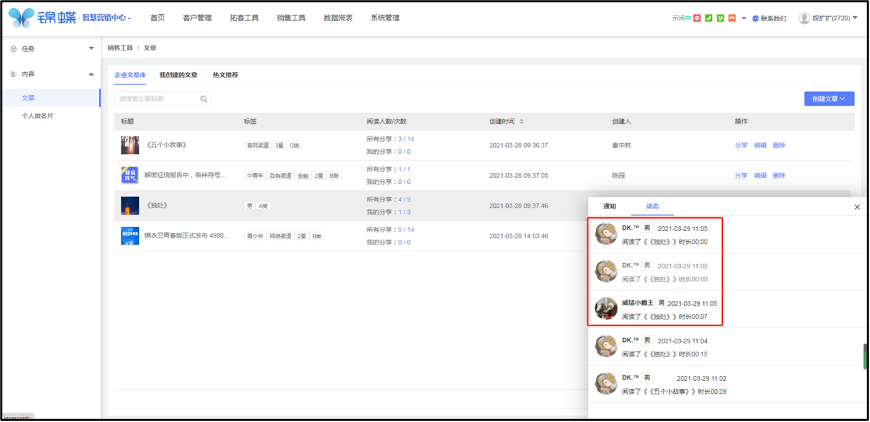 锦蝶 · 智慧营销中心 · 首页 客户管理 拓客工具 销售工具 数据报表 系统管理 示闲中 联系我们 段扩扩(2720)
任务
内容
文章
个人微名片
销售工具 / 文章
企业文章库 我创建的文章 热文推荐
请搜索文章标题 创建文章
标题 标签 阅读人数/次数 创建时间 创建人 操作
《五个小故事》 官网渠道 3星 D类 所有分享：3 / 14 2021-03-28 09:36:37 秦中林 分享 编辑 删除
我的分享：0 / 0
解密征信报告中，各种符号... 中青年 自有渠道 金融 2星 B类 所有分享：1 / 1 2021-03-28 09:37:05 陈园 分享 编辑 删除
我的分享：0 / 0
《独处》 男 A类 所有分享：4 / 9 2021-03-28 09:37:46
我的分享：1 / 3
锦衣卫青春版正式发布 4980... 青少年 网络渠道 2星 B类 所有分享：5 / 14 2021-03-28 14:53:46
我的分享：0 / 0
通知 动态
DK.™ 男 2021-03-29 11:05
阅读了《《独处》》时长00:00
DK.™ 男 2021-03-29 11:05
阅读了《《独处》》时长00:00
威猛小霸王 男 2021-03-29 11:05
阅读了《《独处》》时长00:07
DK.™ 男 2021-03-29 11:04
阅读了《《独处》》时长00:15
DK.™ 男 2021-03-29 11:02
阅读了《《五个小故事》》时长00:09